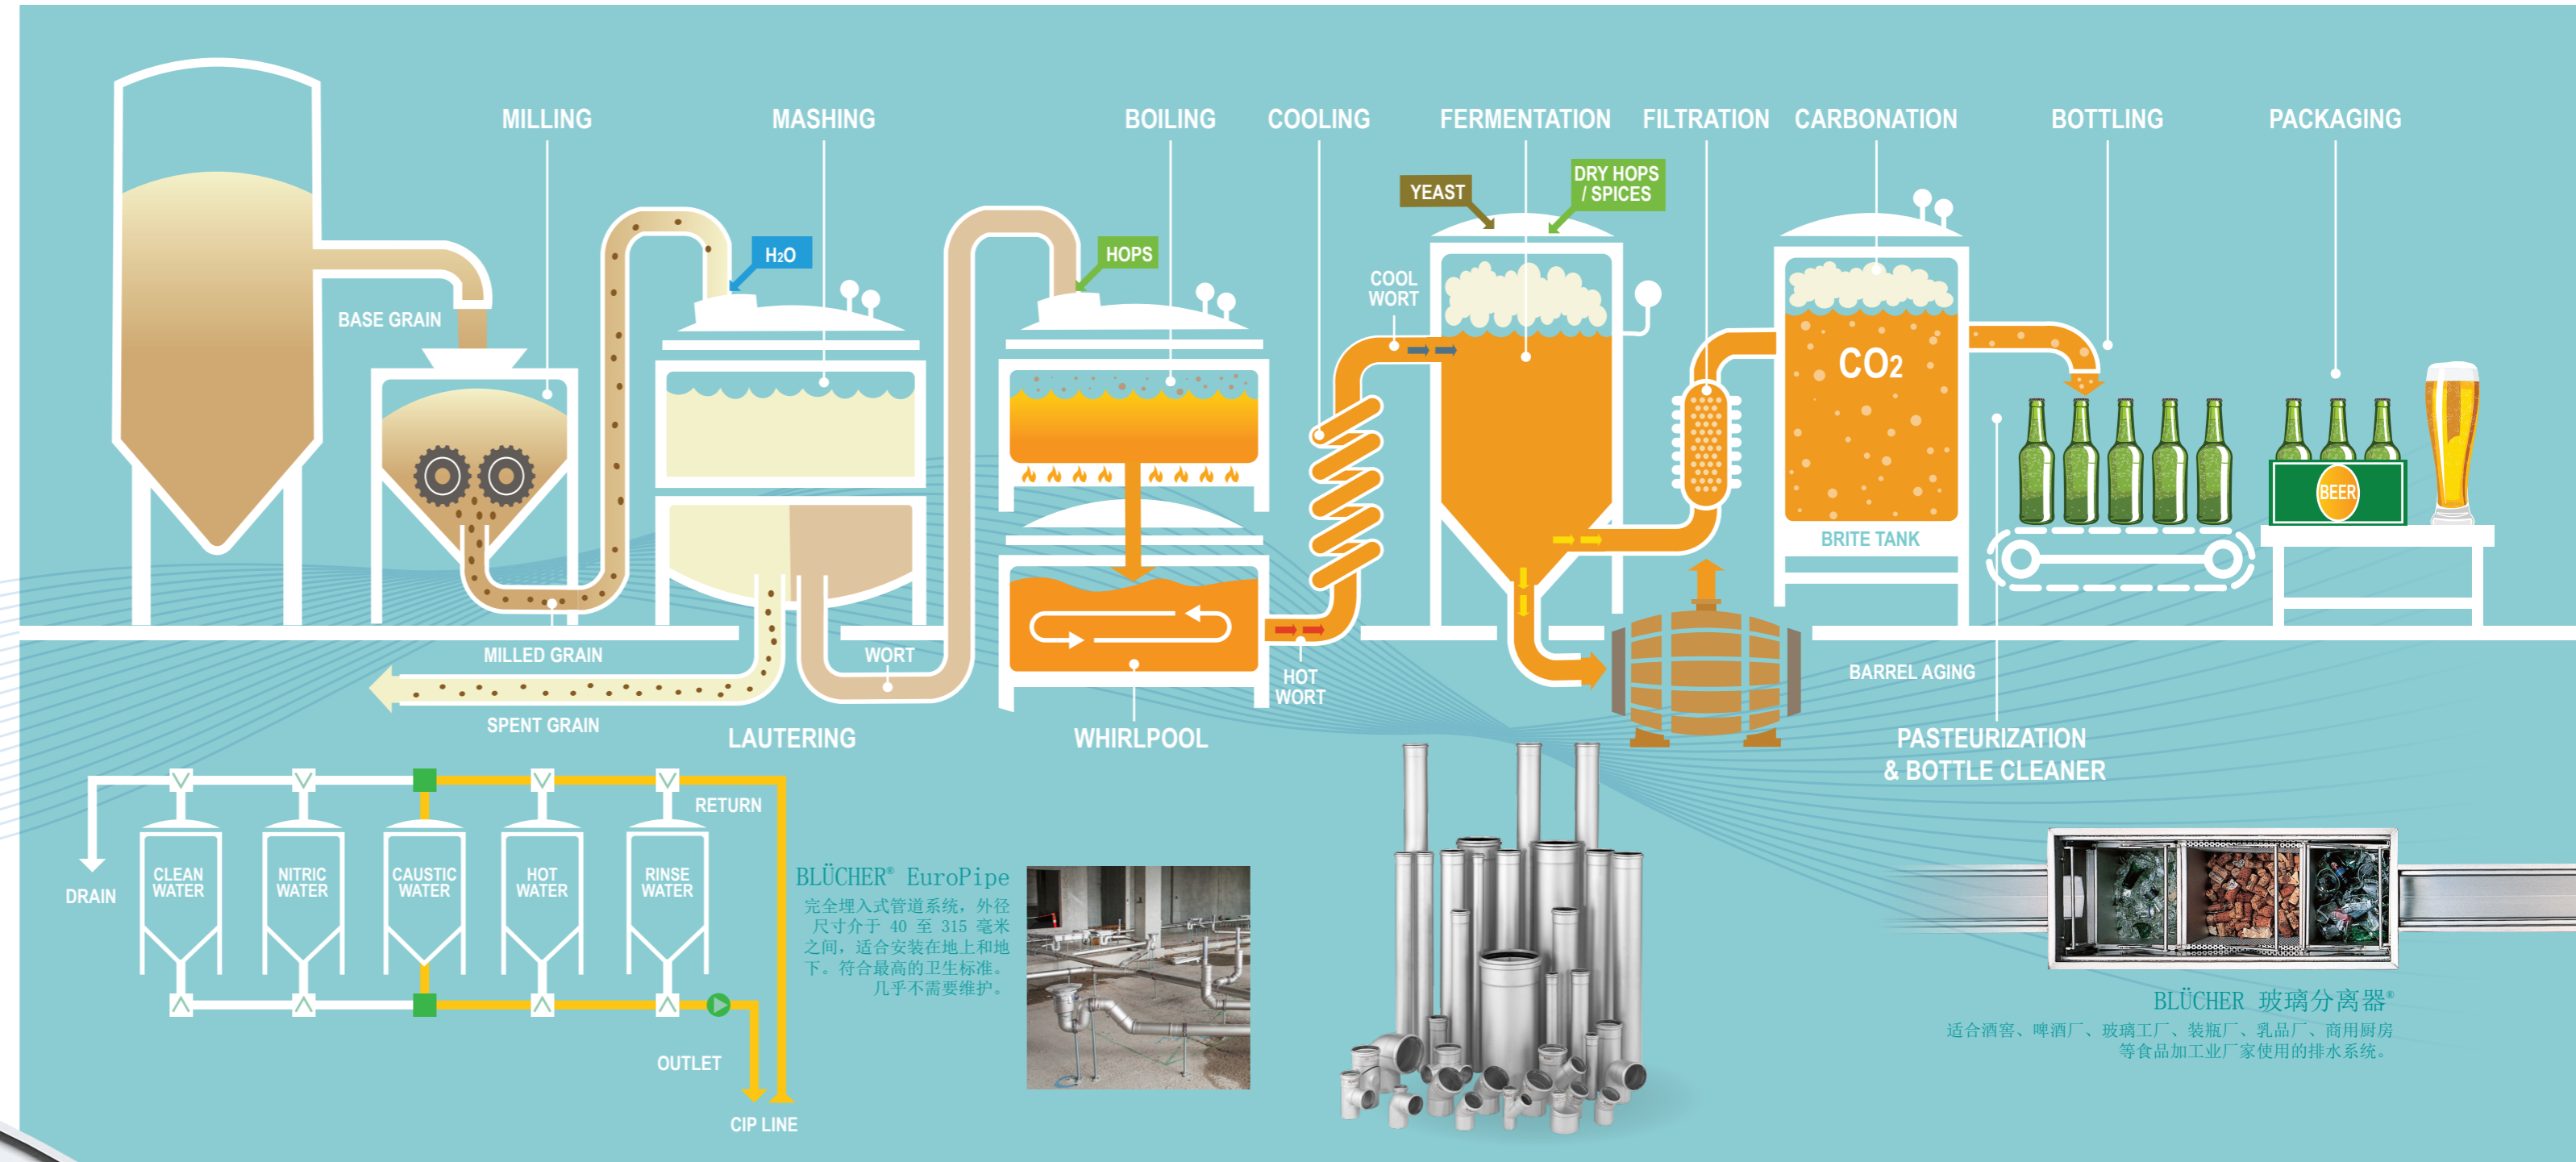 MILLING
MASHING
BOILING
COOLING
FERMENTATION
FILTRATION
CARBONATION
BOTTLING
PACKAGING
YEAST
DRY HOPS
/ SPICES
H₂O
HOPS
COOL
WORT
BASE GRAIN
CO₂
BEER
BRITE TANK
MILLED GRAIN
WORT
HOT
WORT
BARREL AGING
SPENT GRAIN
LAUTERING
WHIRLPOOL
PASTEURIZATION
& BOTTLE CLEANER
RETURN
DRAIN
CLEAN
WATER
NITRIC
WATER
CAUSTIC
WATER
HOT
WATER
RINSE
WATER
OUTLET
CIP LINE
BLÜCHER® EuroPipe
完全埋入式管道系统，外径
尺寸介于 40 至 315 毫米
之间，适合安装在地上和地
下。符合最高的卫生标准。
几乎不需要维护。
BLÜCHER 玻璃分离器®
适合酒窖、啤酒厂、玻璃工厂、装瓶厂、乳品厂、商用厨房
等食品加工业厂家使用的排水系统。